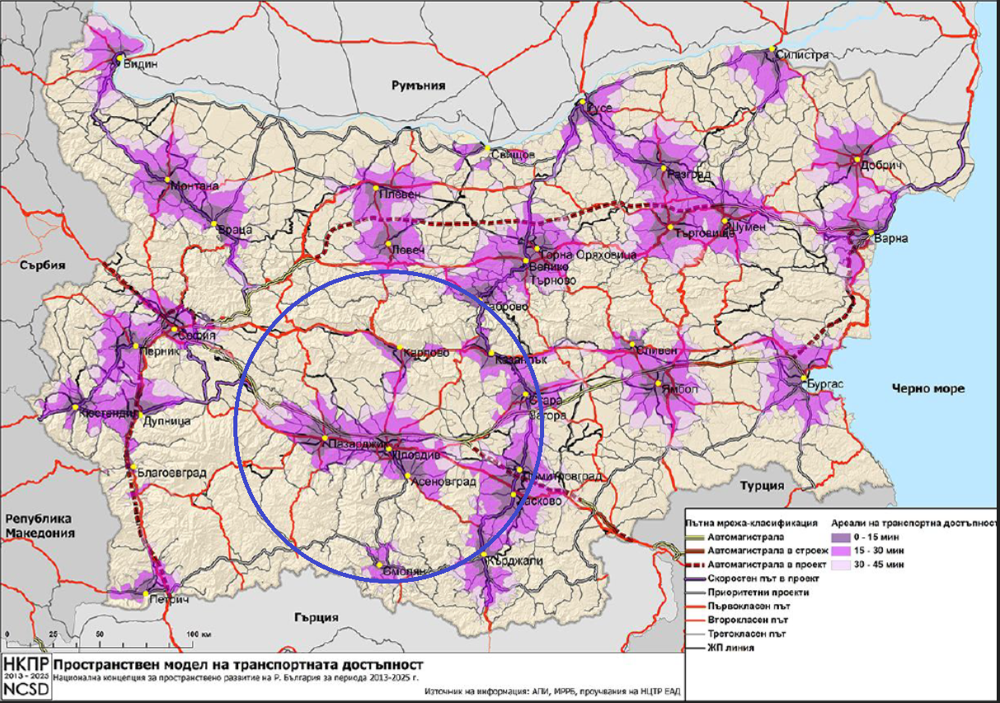 Видин
Силистра
Румъния
Русе
Свищов
Добрич
Разград
Монтана
Плевен
Враца
Шумен
Търговище
Варна
Ловеч
Горна Оряховица
Велико
Търново
Сърбия
Габрово
София
Перник
Карлово
Казанлък
Сливен
Ямбол
Бургас
Черно море
Стара
Загора
Кюстендил
Дупница
Пазарджик
Пловдив
Асеновград
Димитровград
Хасково
Благоевград
Турция
Република
Македония
Кърджали
Смолян
Петрич
Гърция
0 25 50 100 км
Пътна мрежа-класификация
Автомагистрала
Автомагистрала в строеж
Автомагистрала в проект
Скоростен път в проект
Приоритетни проекти
Първокласен път
Второкласен път
Третокласен път
ЖП линия
Ареали на транспортна достъпност
0 - 15 мин
15 - 30 мин
30 - 45 мин
НКПР
2013 - 2025
NCSD
Пространствен модел на транспортната достъпност
Национална концепция за пространствено развитие на Р. България за периода 2013-2025 г.
Източник на информация: АПИ, МРРБ, проучвания на НЦТР ЕАД